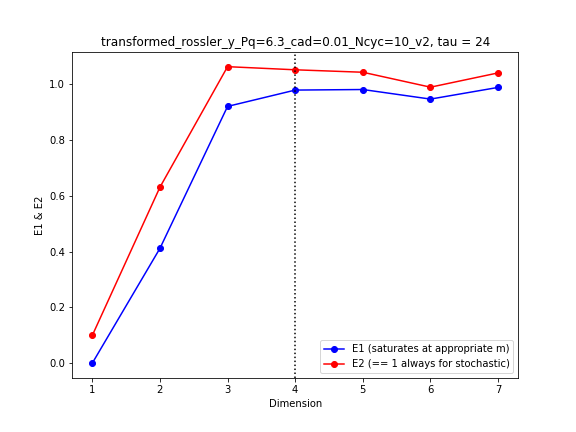 transformed_rossler_y_Pq=6.3_cad=0.01_Ncyc=10_v2, tau = 24
E1 & E2
1.0
0.8
0.6
0.4
0.2
0.0
E1 (saturates at appropriate m)
E2 (== 1 always for stochastic)
1 2 3 4 5 6 7
Dimension